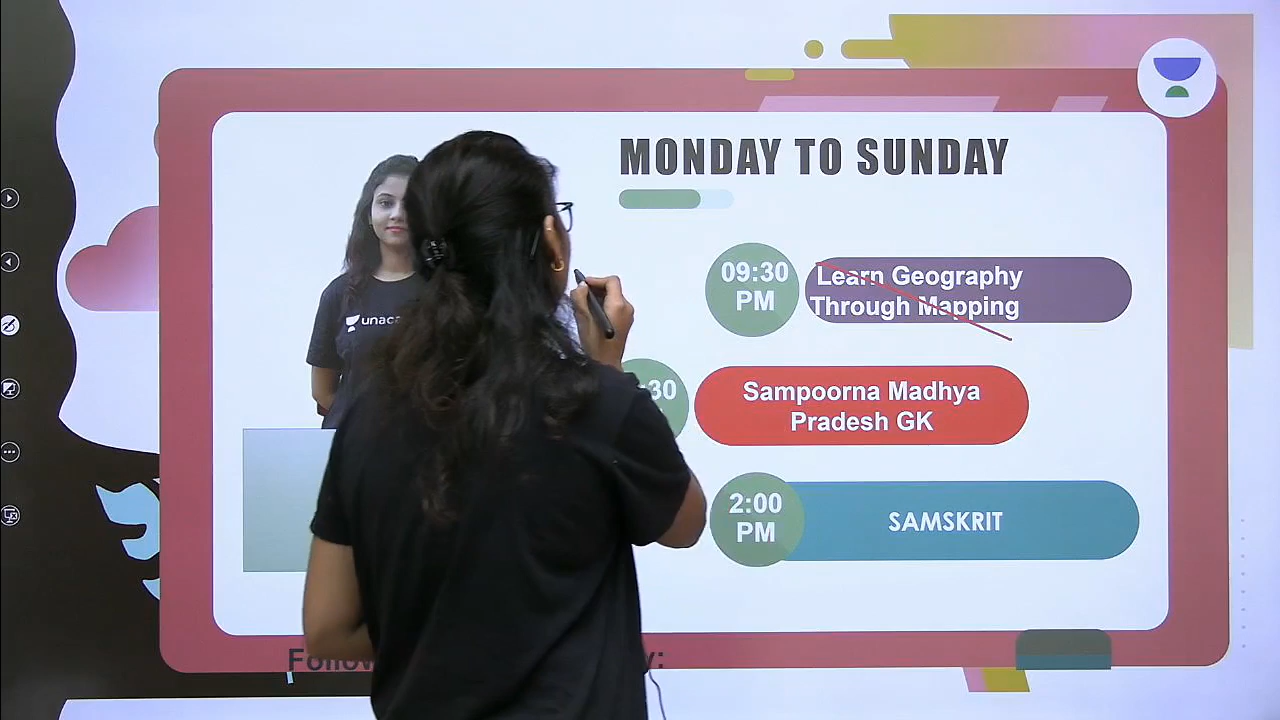 MONDAY TO SUNDAY
09:30
PM
Learn Geography
Through Mapping
Sampoorna Madhya
Pradesh GK
2:00
PM
SAMSKRIT